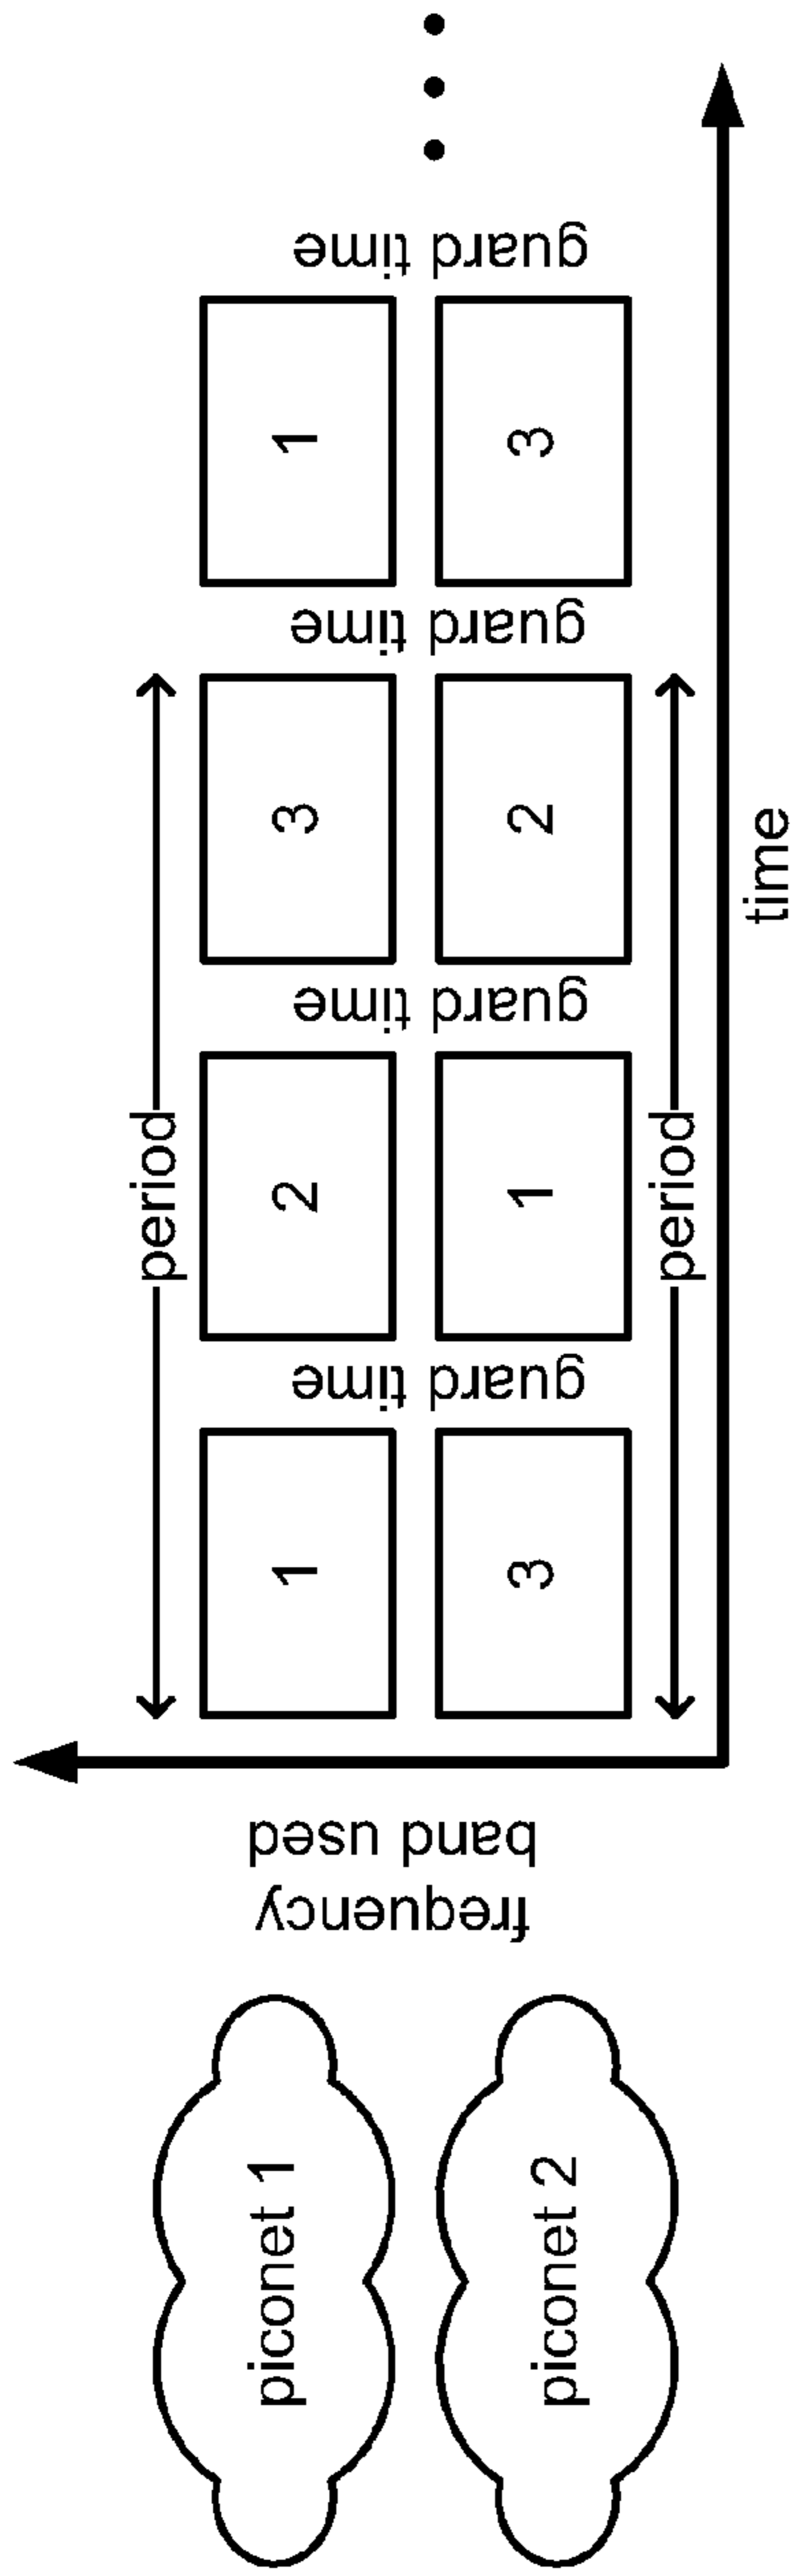 period
piconet 1
frequency
band used
1
guard time
2
guard time
3
guard time
1
guard time
piconet 2
3
1
2
3
period
time